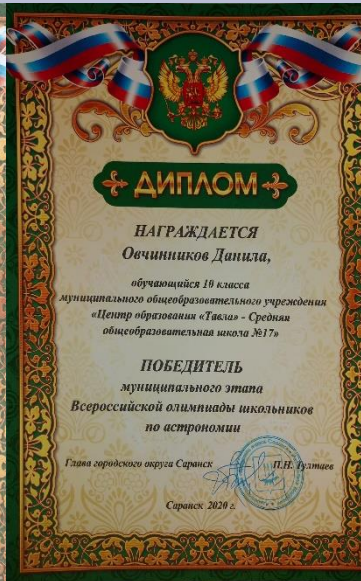 ДИПЛОМ
НАГРАЖДАЕТСЯ
Овчинников Данила,
обучающийся 10 класса
муниципального общеобразовательного учреждения
«Центр образования «Тавла» - Средняя
общеобразовательная школа №17»
ПОБЕДИТЕЛЬ
муниципального этапа
Всероссийской олимпиады школьников
по астрономии
Глава городского округа Саранск П.Н. Тултаев
Саранск 2020 г.